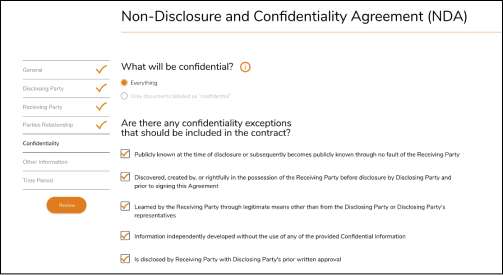 Non-Disclosure and Confidentiality Agreement (NDA)
General
Disclosing Party
Recieving Party
Parties Relationship
Confidentiality
Other Information
Time Period
Review
What will be confidential?
Everything
Only documents labeled as "confidential"
Are there any confidentiality exceptions
that should be included in the contract?
Publicly known at the time of disclosure or subsequently becomes publicly known through no fault of the Receiving Party
Discovered, created by, or rightfully in the possession of the Receiving Party before disclosure by Disclosing Party and
prior to signing this Agreement
Learned by the Receiving Party through legitimate means other than from the Disclosing Party or Disclosing Party's
representatives
Information independently developed without the use of any of the provided Confidential Information
Is disclosed by Receiving Party with Disclosing Party's prior written approval